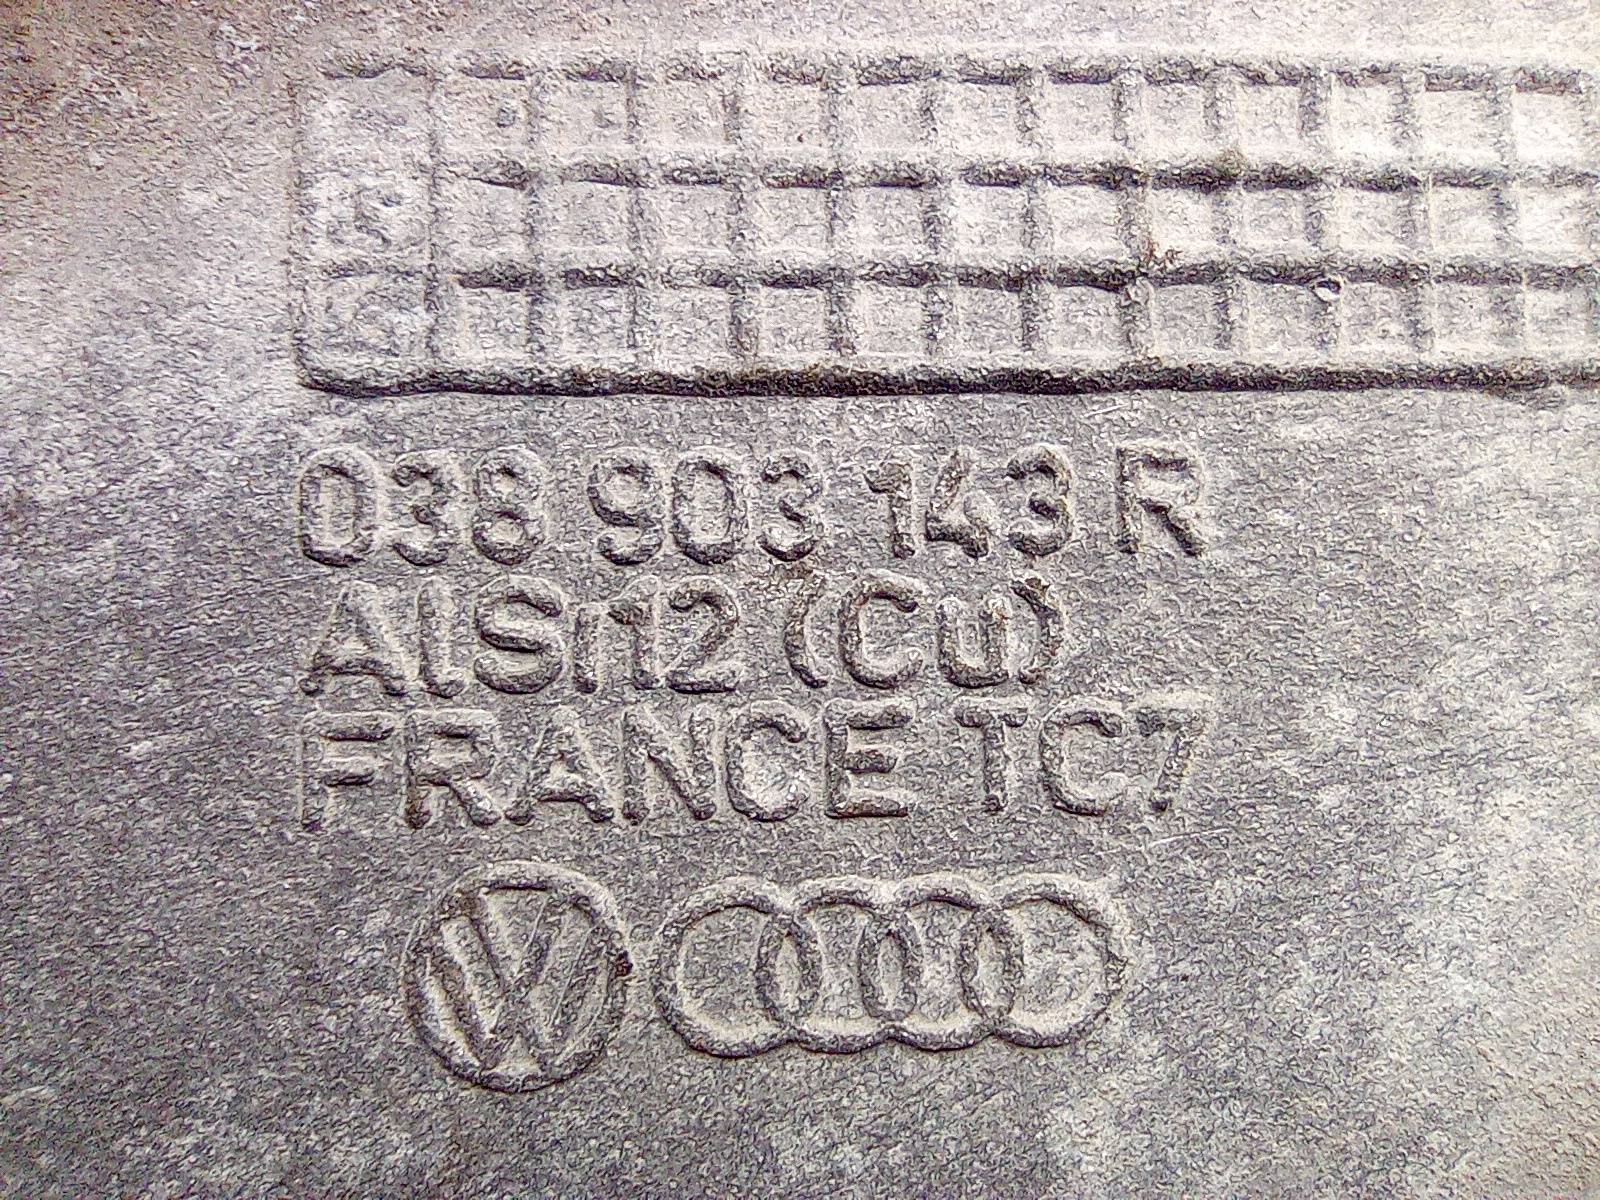 038 903 143 R
AlSi12 (Cu)
FRANCE TC7